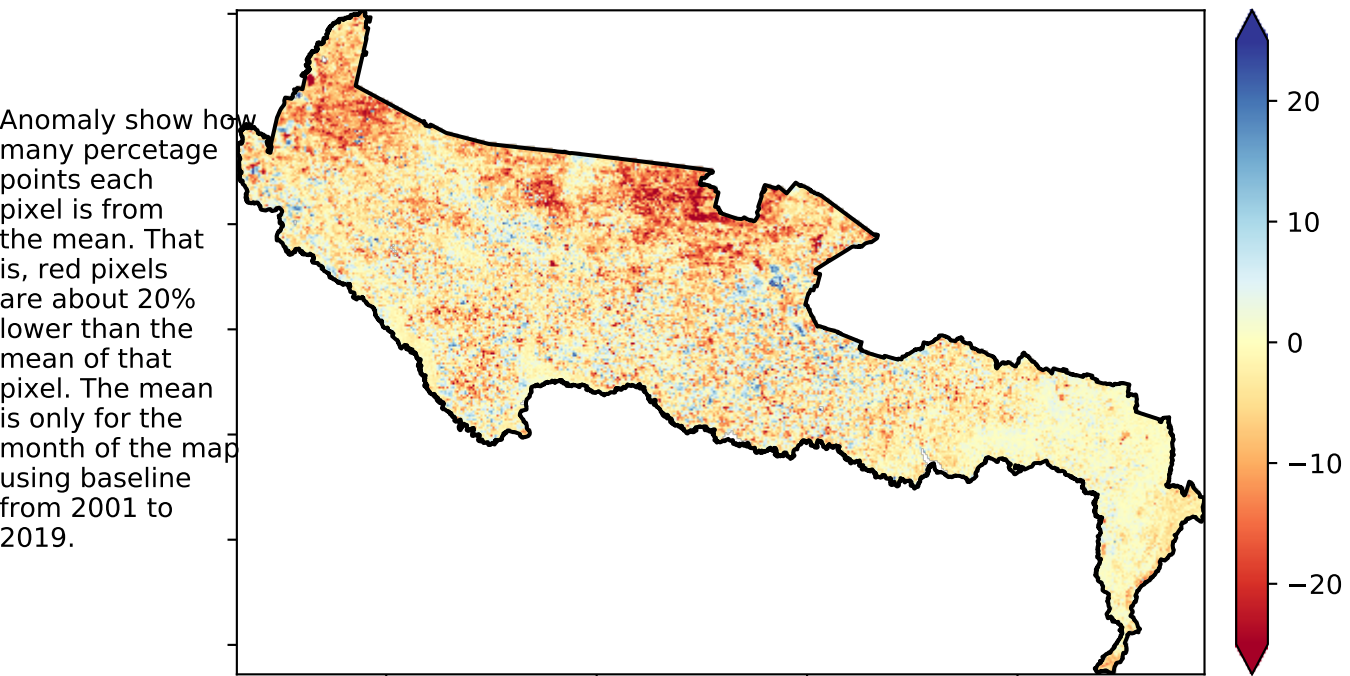 Anomaly show how
many percetage
points each
pixel is from
the mean. That
is, red pixels
are about 20%
lower than the
mean of that
pixel. The mean
is only for the
month of the map
using baseline
from 2001 to
2019.
20
10
0
−10
−20